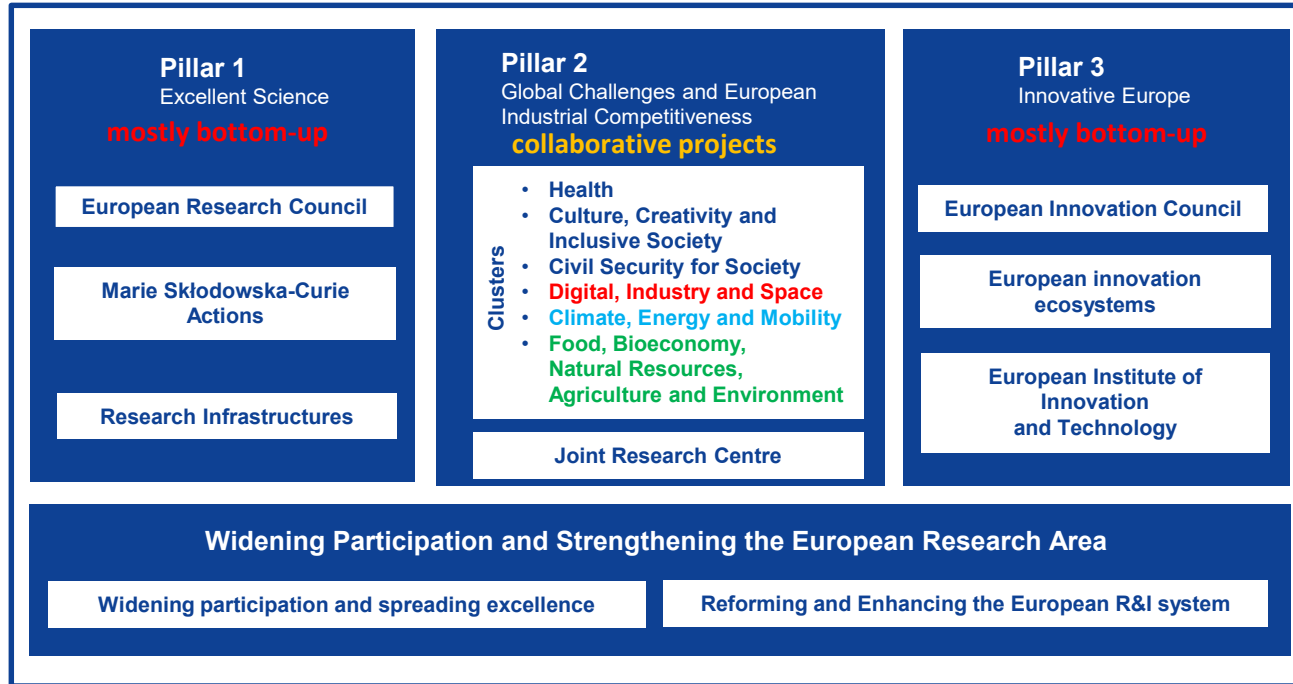 Pillar 1
Excellent Science
mostly bottom-up
European Research Council
Marie Skłodowska-Curie
Actions
Research Infrastructures
Pillar 2
Global Challenges and European
Industrial Competitiveness
collaborative projects
Clusters
• Health
• Culture, Creativity and
Inclusive Society
• Civil Security for Society
• Digital, Industry and Space
• Climate, Energy and Mobility
• Food, Bioeconomy,
Natural Resources,
Agriculture and Environment
Joint Research Centre
Pillar 3
Innovative Europe
mostly bottom-up
European Innovation Council
European innovation
ecosystems
European Institute of
Innovation
and Technology
Widening Participation and Strengthening the European Research Area
Widening participation and spreading excellence
Reforming and Enhancing the European R&I system